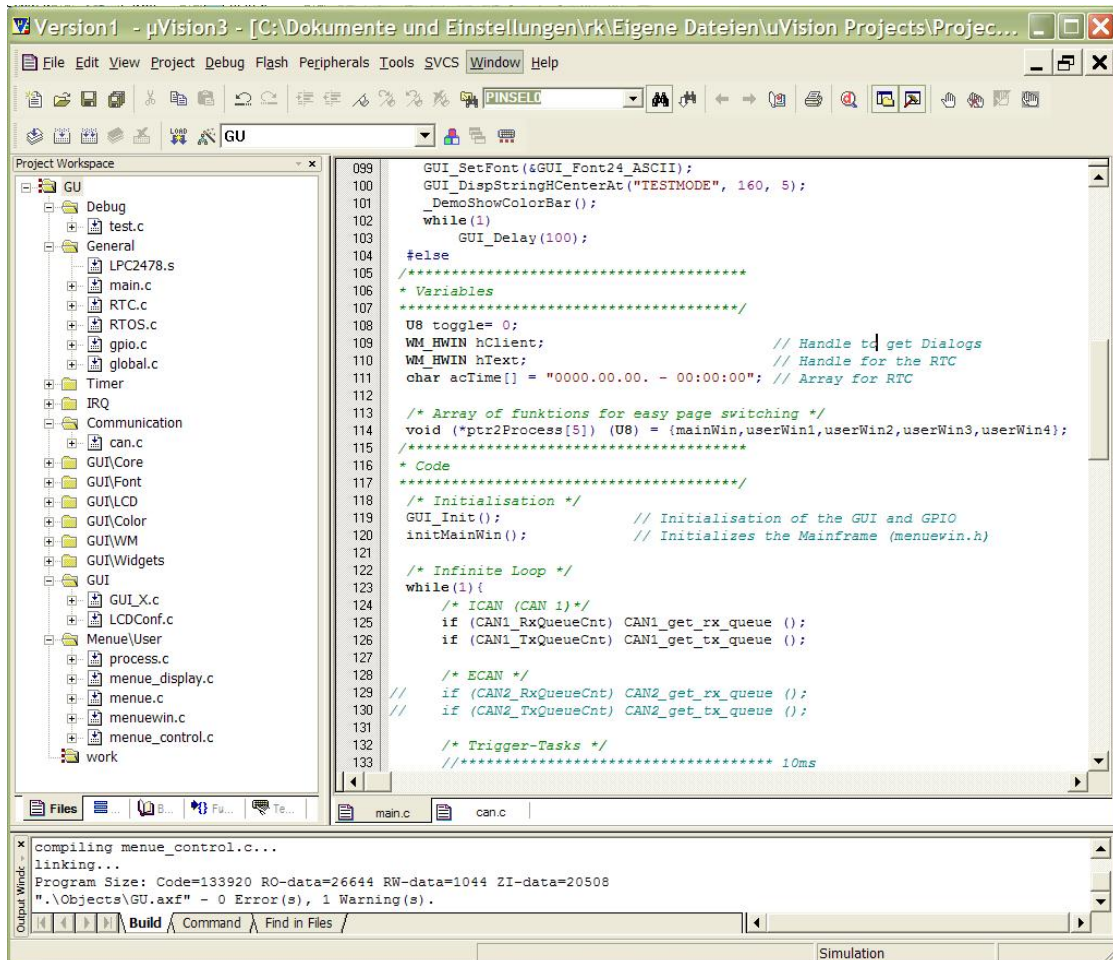 Version1 - µVision3 - [C:\Dokumente und Einstellungen\rk\Eigene Dateien\uVision Projects\Projec...
File Edit View Project Debug Flash Peripherals Tools SVCS Window Help
PINSEL0
LOAD GU
Project Workspace
GU
Debug
test.c
General
LPC2478.s
main.c
RTC.c
RTOS.c
gpio.c
global.c
Timer
IRQ
Communication
can.c
GUI\Core
GUI\Font
GUI\LCD
GUI\Color
GUI\WM
GUI\Widgets
GUI
GUI_X.c
LCDConf.c
Menue\User
process.c
menue_display.c
menue.c
menuewin.c
menue_control.c
work
Files ... B... Fu... Te...
099 GUI_SetFont(&GUI_Font24_ASCII);
100 GUI_DispStringHCenterAt("TESTMODE", 160, 5);
101 _DemoShowColorBar();
102 while(1)
103 GUI_Delay(100);
104 #else
105 /***************************************
106 * Variables
107 ***************************************/
108 U8 toggle= 0;
109 WM_HWIN hClient; // Handle to get Dialogs
110 WM_HWIN hText; // Handle for the RTC
111 char acTime[] = "0000.00.00. - 00:00:00"; // Array for RTC
112
113 /* Array of funktions for easy page switching */
114 void (*ptr2Process[5]) (U8) = {mainWin,userWin1,userWin2,userWin3,userWin4};
115 /***************************************
116 * Code
117 ***************************************/
118 /* Initialisation */
119 GUI_Init(); // Initialisation of the GUI and GPIO
120 initMainWin(); // Initializes the Mainframe (menuewin.h)
121
122 /* Infinite Loop */
123 while(1){
124 /* ICAN (CAN 1)*/
125 if (CAN1_RxQueueCnt) CAN1_get_rx_queue ();
126 if (CAN1_TxQueueCnt) CAN1_get_tx_queue ();
127
128 /* ECAN */
129 // if (CAN2_RxQueueCnt) CAN2_get_rx_queue ();
130 // if (CAN2_TxQueueCnt) CAN2_get_tx_queue ();
131
132 /* Trigger-Tasks */
133 //************************************ 10ms
main.c can.c
Output Windc
compiling menue_control.c...
linking...
Program Size: Code=133920 RO-data=26644 RW-data=1044 ZI-data=20508
".\Objects\GU.axf" - 0 Error(s), 1 Warning(s).
Build Command Find in Files
Simulation